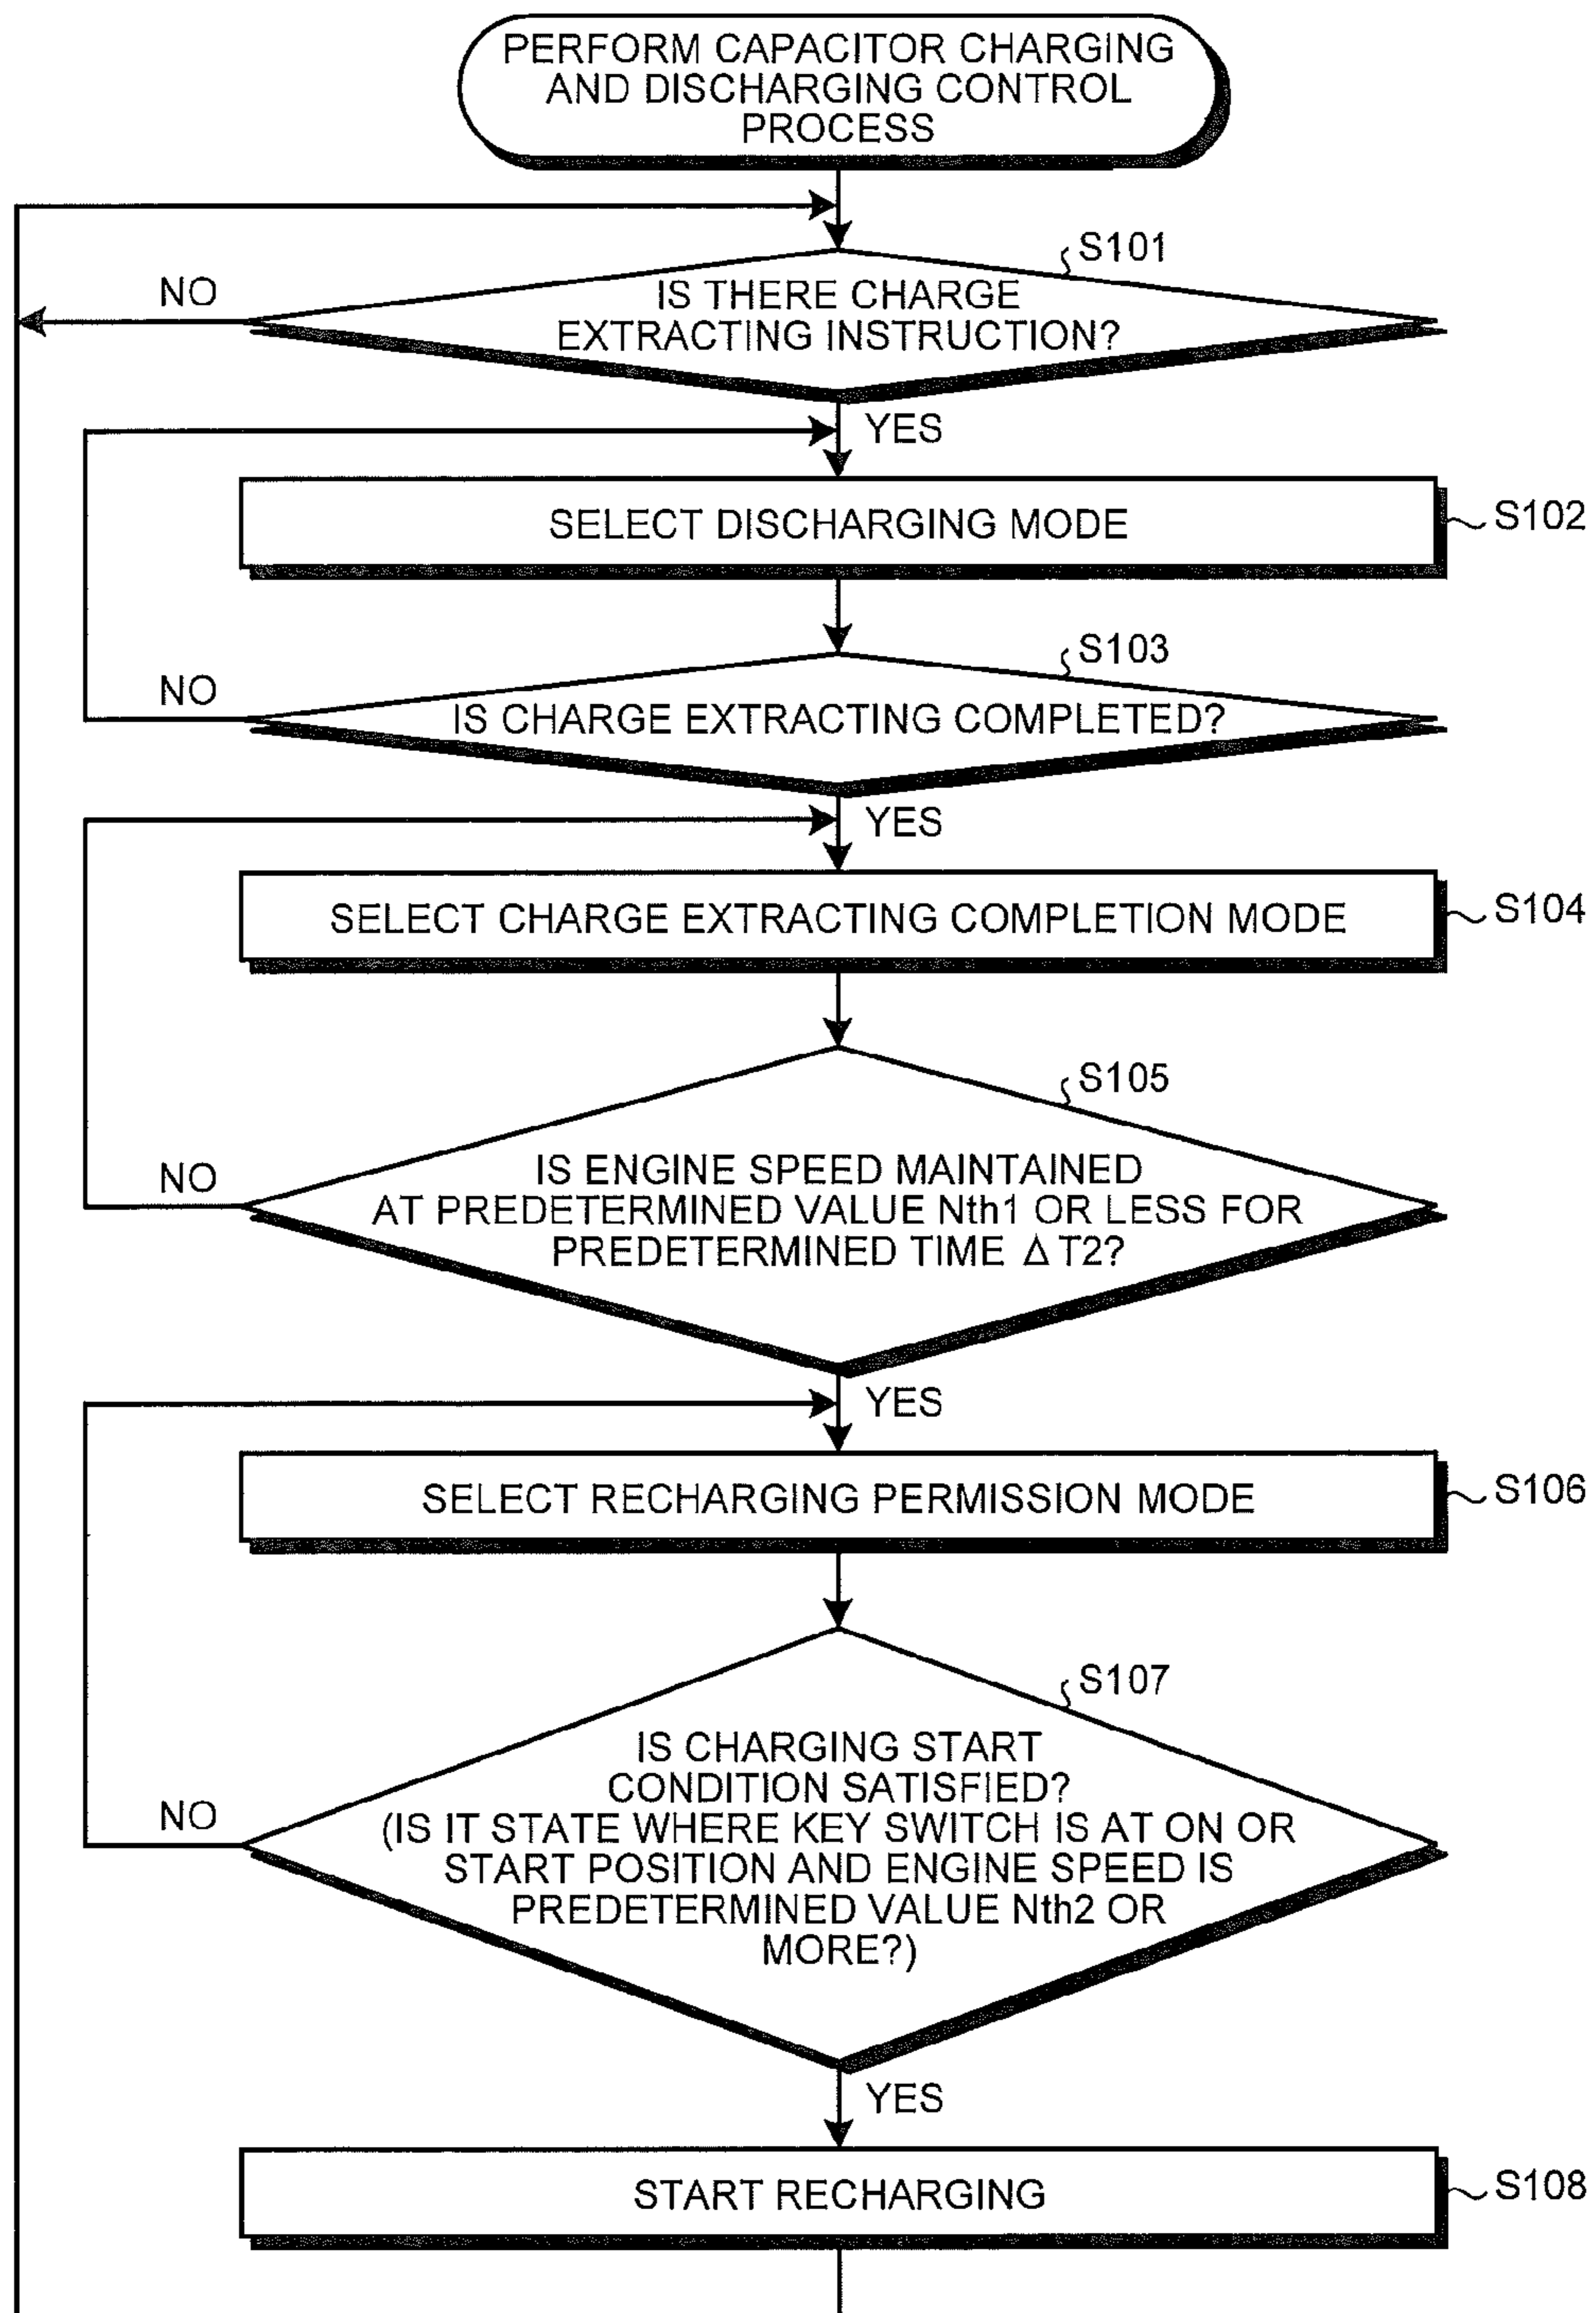 PERFORM CAPACITOR CHARGING
AND DISCHARGING CONTROL
PROCESS
S101
NO
IS THERE CHARGE
EXTRACTING INSTRUCTION?
YES
SELECT DISCHARGING MODE
S102
S103
NO
IS CHARGE EXTRACTING COMPLETED?
YES
SELECT CHARGE EXTRACTING COMPLETION MODE
S104
S105
NO
IS ENGINE SPEED MAINTAINED
AT PREDETERMINED VALUE Nth1 OR LESS FOR
PREDETERMINED TIME Δ T2?
YES
SELECT RECHARGING PERMISSION MODE
S106
S107
IS CHARGING START
CONDITION SATISFIED?
NO
(IS IT STATE WHERE KEY SWITCH IS AT ON OR
START POSITION AND ENGINE SPEED IS
PREDETERMINED VALUE Nth2 OR
MORE?)
YES
START RECHARGING
S108